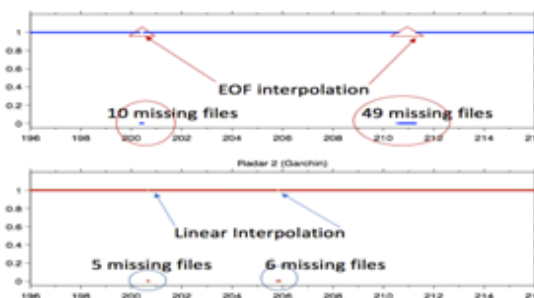 1
0.8
0.6
EOF interpolation
0.4
0.2
10 missing files
49 missing files
0
196 198 200 202 204 206 208 210 212 214
Radar 2 (Garchin)
1
0.8
0.6
Linear Interpolation
0.4
0.2
5 missing files
6 missing files
0
196 198 200 202 204 206 208 210 212 214